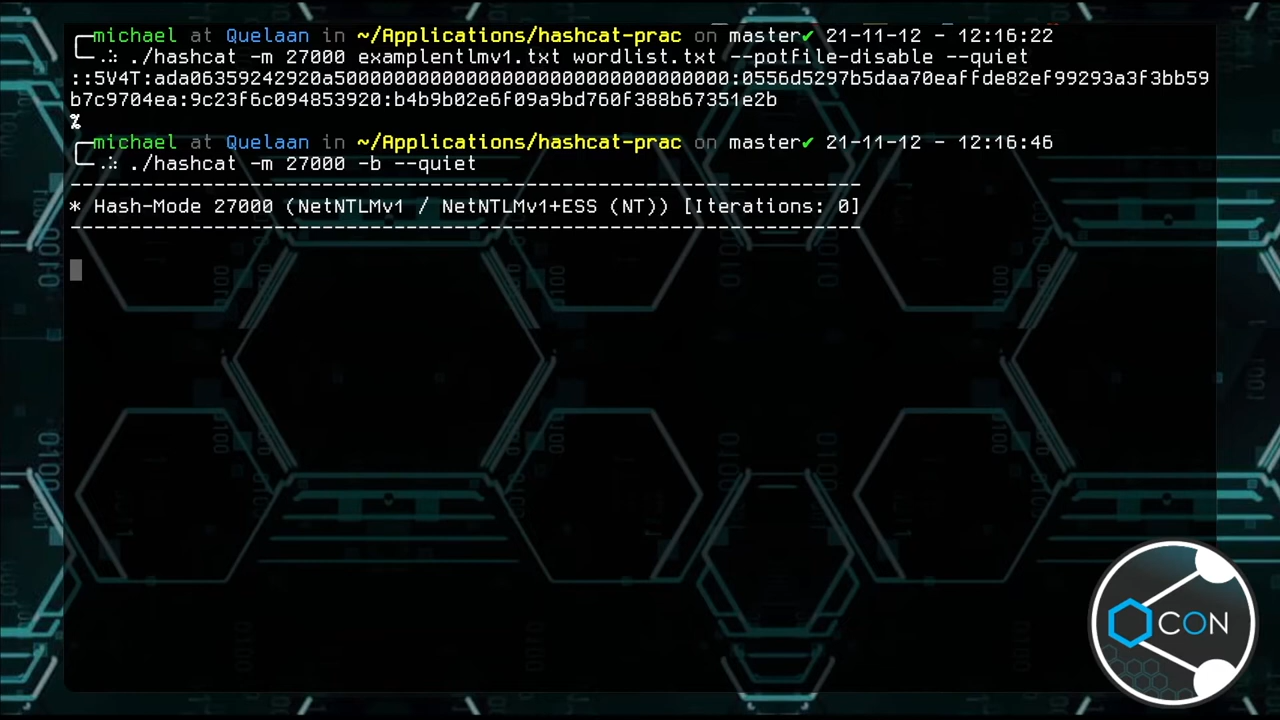 ╭─michael at Quelaan in ~/Applications/hashcat-prac on master✔ 21-11-12 - 12:16:22
╰─.:. ./hashcat -m 27000 examplentlmv1.txt wordlist.txt --potfile-disable --quiet
::5V4T:ada06359242920a500000000000000000000000000000000:0556d5297b5daa70eaffde82ef99293a3f3bb59
b7c9704ea:9c23f6c094853920:b4b9b02e6f09a9bd760f388b67351e2b
%
╭─michael at Quelaan in ~/Applications/hashcat-prac on master✔ 21-11-12 - 12:16:46
╰─.:. ./hashcat -m 27000 -b --quiet
------------------------------------------------------------------
* Hash-Mode 27000 (NetNTLMv1 / NetNTLMv1+ESS (NT)) [Iterations: 0]
------------------------------------------------------------------
CON